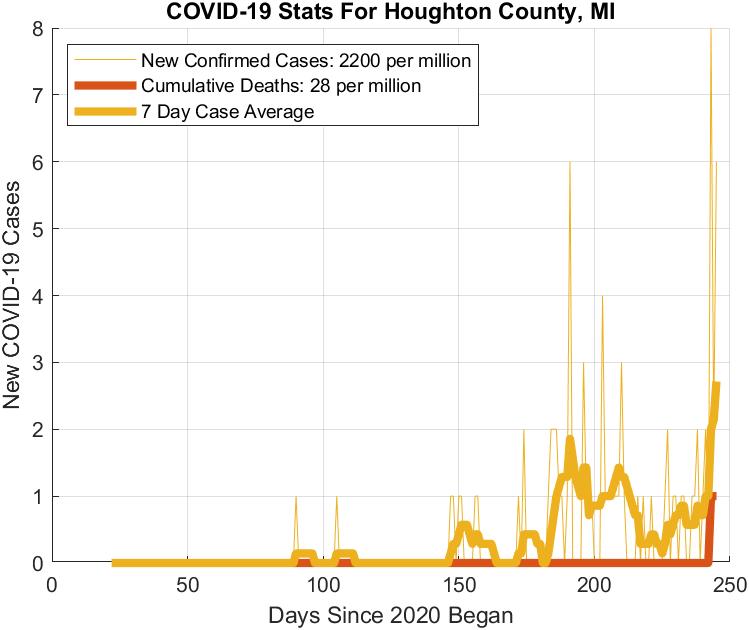 COVID-19 Stats For Houghton County, MI
New Confirmed Cases: 2200 per million
Cumulative Deaths: 28 per million
7 Day Case Average
New COVID-19 Cases
8
7
6
5
4
3
2
1
0
0 50 100 150 200 250
Days Since 2020 Began